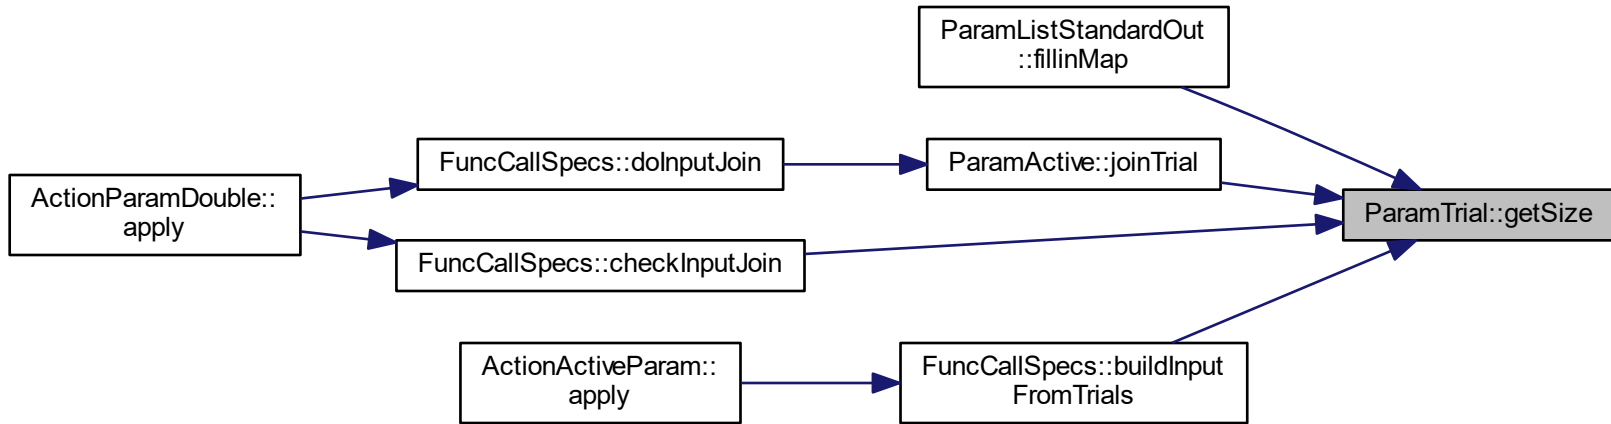 ParamListStandardOut
::fillinMap
FuncCallSpecs::doInputJoin
ParamActive::joinTrial
ActionParamDouble::
apply
ParamTrial::getSize
FuncCallSpecs::checkInputJoin
ActionActiveParam::
apply
FuncCallSpecs::buildInput
FromTrials